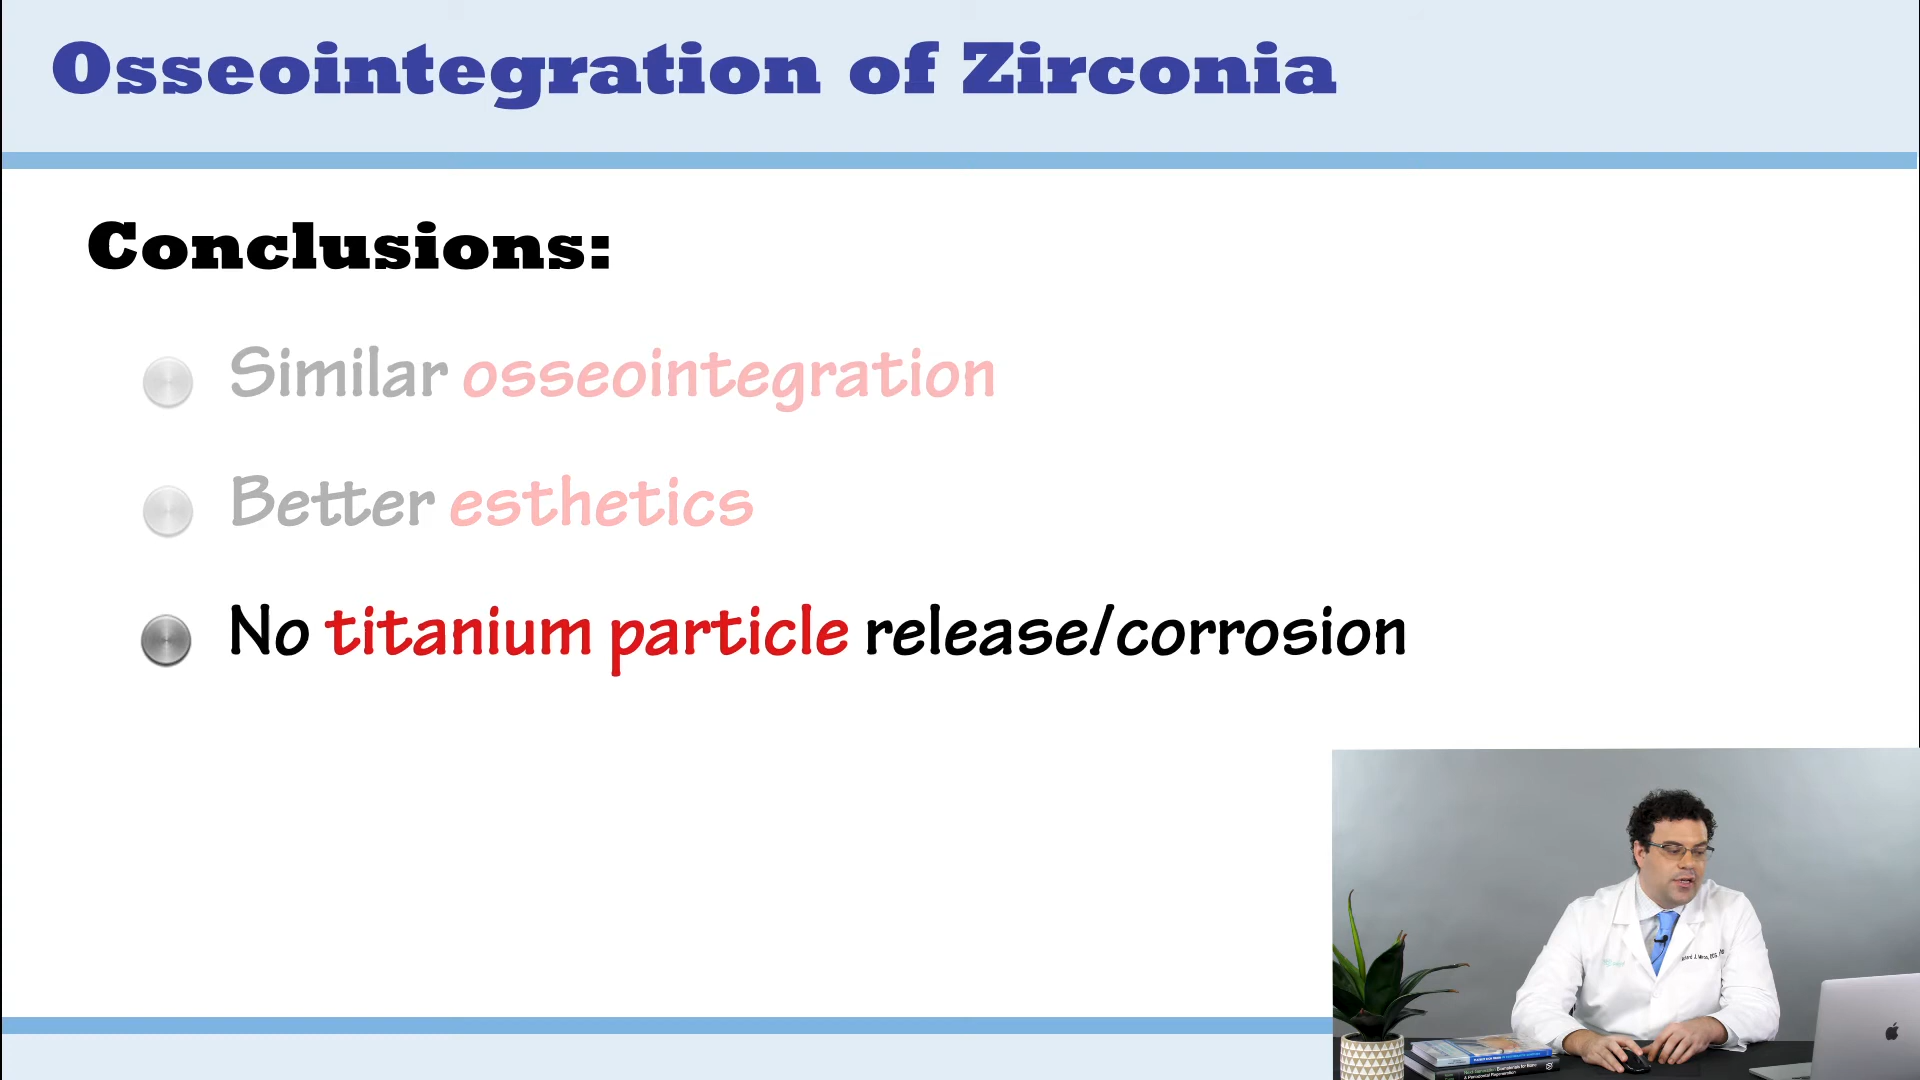 Osseointegration of Zirconia
Conclusions:
Similar osseointegration
Better esthetics
No titanium particle release/corrosion